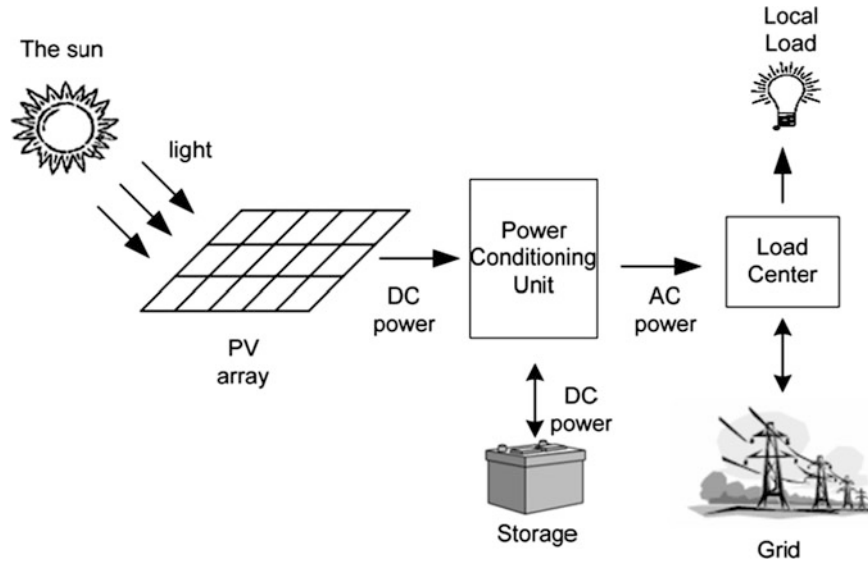 The sun
light
PV
array
DC
power
Power
Conditioning
Unit
DC
power
Storage
AC
power
Local
Load
Load
Center
Grid